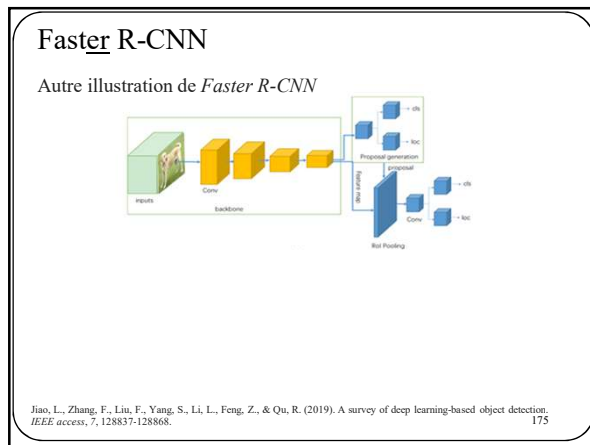 Faster R-CNN
Autre illustration de Faster R-CNN
cls
loc
Proposal generation
proposal
inputs
Conv
backbone
feature map
RoI Pooling
Conv
cls
loc
Jiao, L., Zhang, F., Liu, F., Yang, S., Li, L., Feng, Z., & Qu, R. (2019). A survey of deep learning-based object detection.
IEEE access, 7, 128837-128868.
175